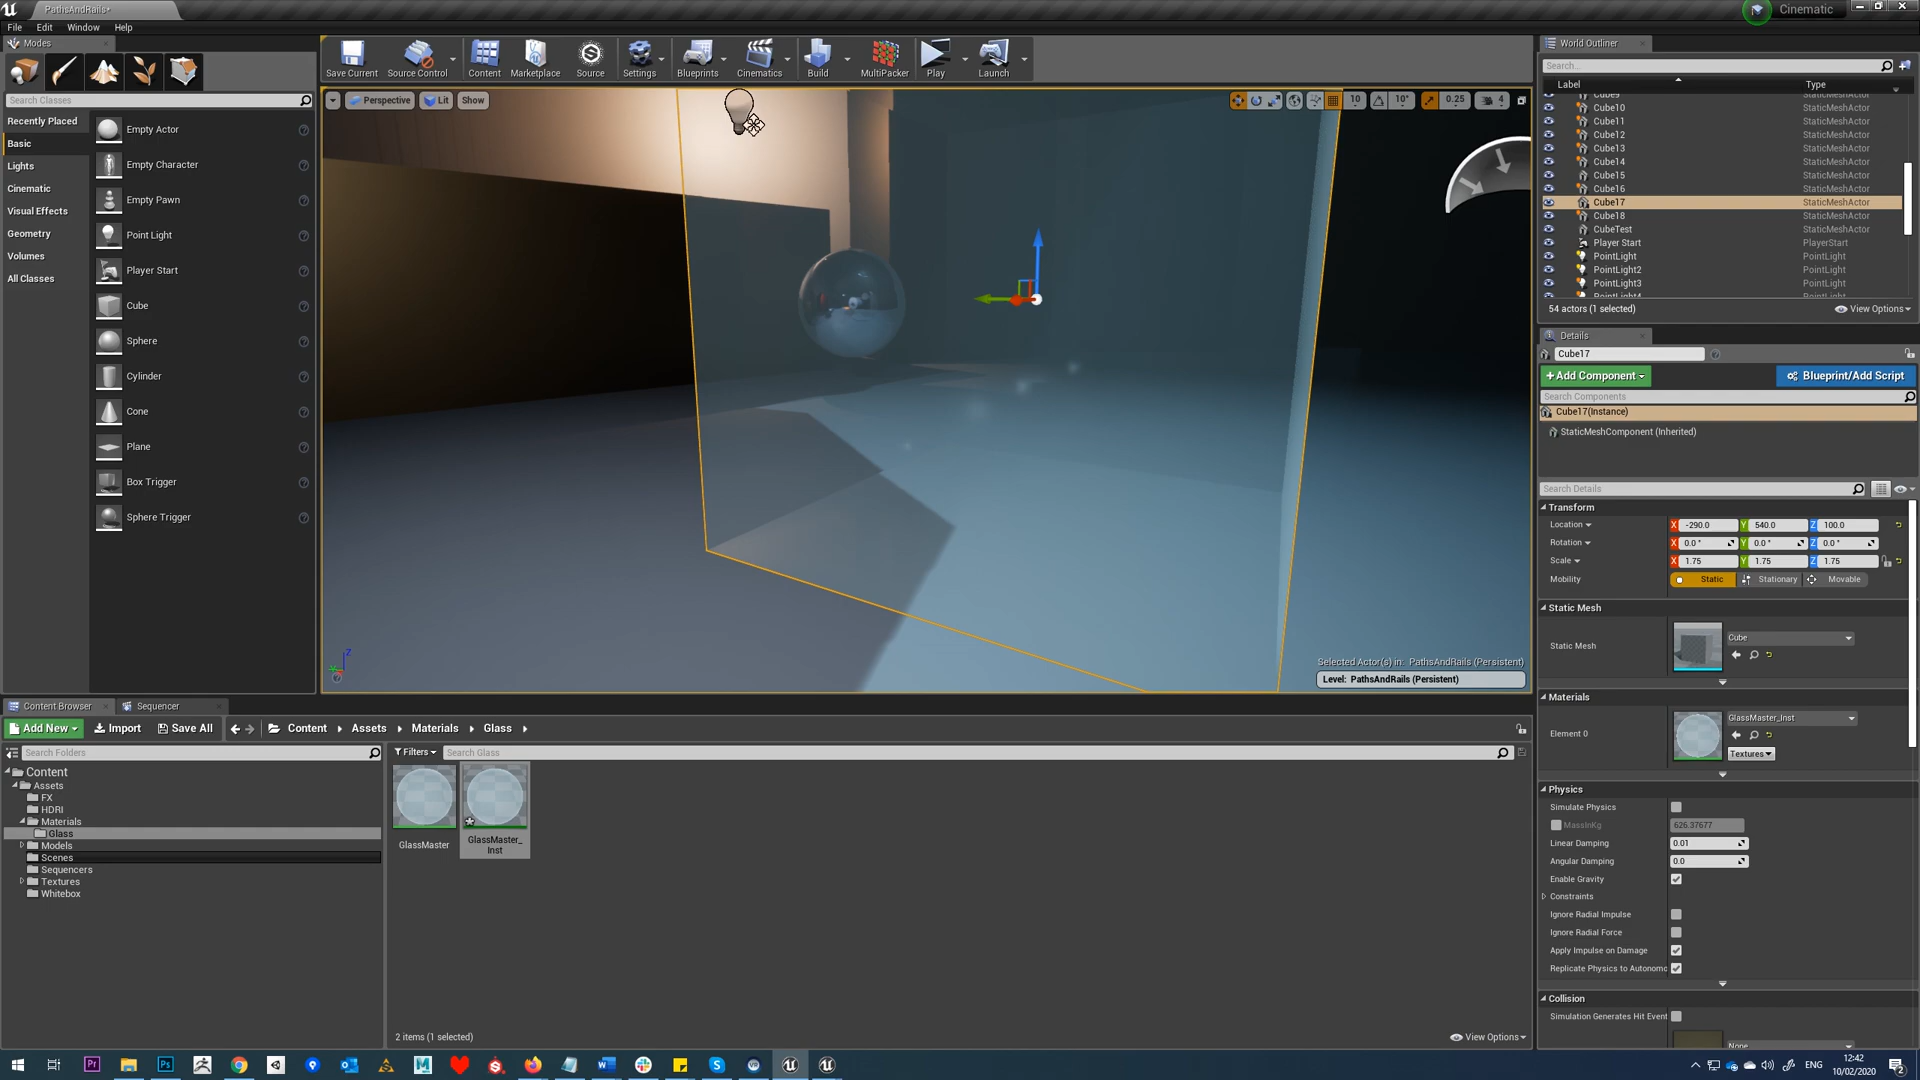 PathsAndRails*
Cinematic
File Edit Window Help
Modes
Save Current Source Control Content Marketplace Source Settings Blueprints Cinematics Build MultiPacker Play Launch
Search Classes
Recently Placed
Basic
Lights
Cinematic
Visual Effects
Geometry
Volumes
All Classes
Empty Actor
Empty Character
Empty Pawn
Point Light
Player Start
Cube
Sphere
Cylinder
Cone
Plane
Box Trigger
Sphere Trigger
Perspective Lit Show
10 10° 0.25 4
Z
Selected Actor(s) in: PathsAndRails (Persistent)
Level: PathsAndRails (Persistent)
World Outliner
Search...
Label Type
Cube9 StaticMeshActor
Cube10 StaticMeshActor
Cube11 StaticMeshActor
Cube12 StaticMeshActor
Cube13 StaticMeshActor
Cube14 StaticMeshActor
Cube15 StaticMeshActor
Cube16 StaticMeshActor
Cube17 StaticMeshActor
Cube18 StaticMeshActor
CubeTest StaticMeshActor
Player Start PlayerStart
PointLight PointLight
PointLight2 PointLight
PointLight3 PointLight
PointLight4 PointLight
54 actors (1 selected) View Options
Details
Cube17
+Add Component Blueprint/Add Script
Search Components
Cube17(Instance)
StaticMeshComponent (Inherited)
Search Details
Transform
Location X -290.0 Y 540.0 Z 100.0
Rotation X 0.0 ° Y 0.0 ° Z 0.0 °
Scale X 1.75 Y 1.75 Z 1.75
Mobility Static Stationary Movable
Static Mesh
Static Mesh Cube
Materials
Element 0 GlassMaster_Inst
Textures
Physics
Simulate Physics
MassInKg 626.37677
Linear Damping 0.01
Angular Damping 0.0
Enable Gravity
Constraints
Ignore Radial Impulse
Ignore Radial Force
Apply Impulse on Damage
Replicate Physics to Autonomo
Collision
Simulation Generates Hit Event
None
Content Browser Sequencer
Add New Import Save All Content Assets Materials Glass
Search Folders
Filters Search Glass
Content
Assets
FX
HDRI
Materials
Glass
Models
Scenes
Sequencers
Textures
Whitebox
GlassMaster
GlassMaster_
Inst
2 items (1 selected) View Options
ENG
12:42
10/02/2020